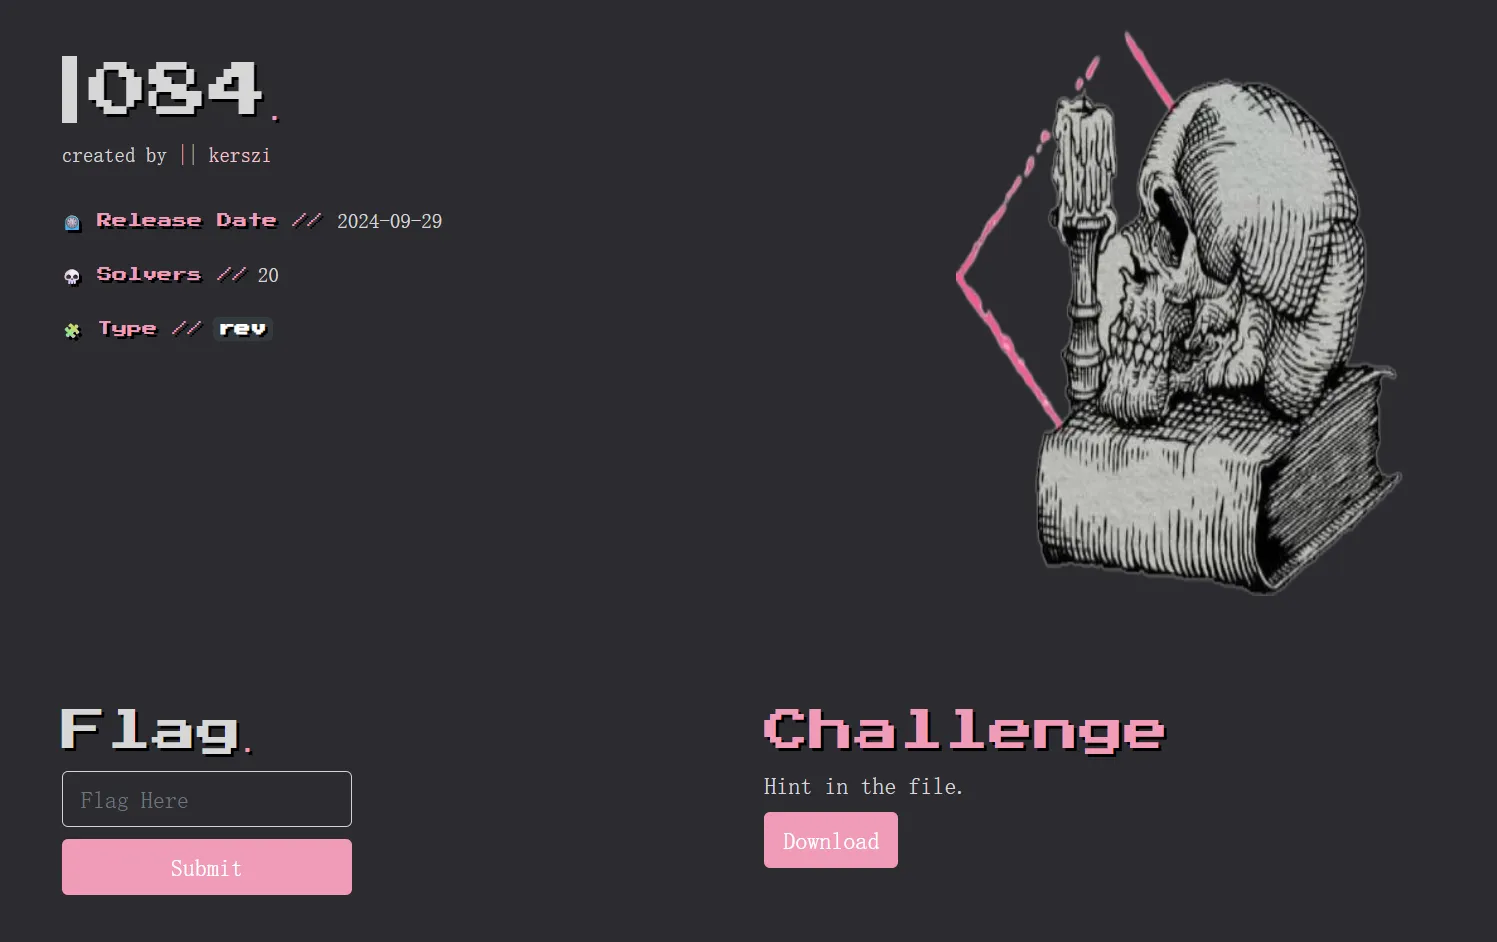 084.
created by || kerszi
Release Date // 2024-09-29
Solvers // 20
Type // rev
Flag.
Flag Here
Submit
Challenge
Hint in the file.
Download